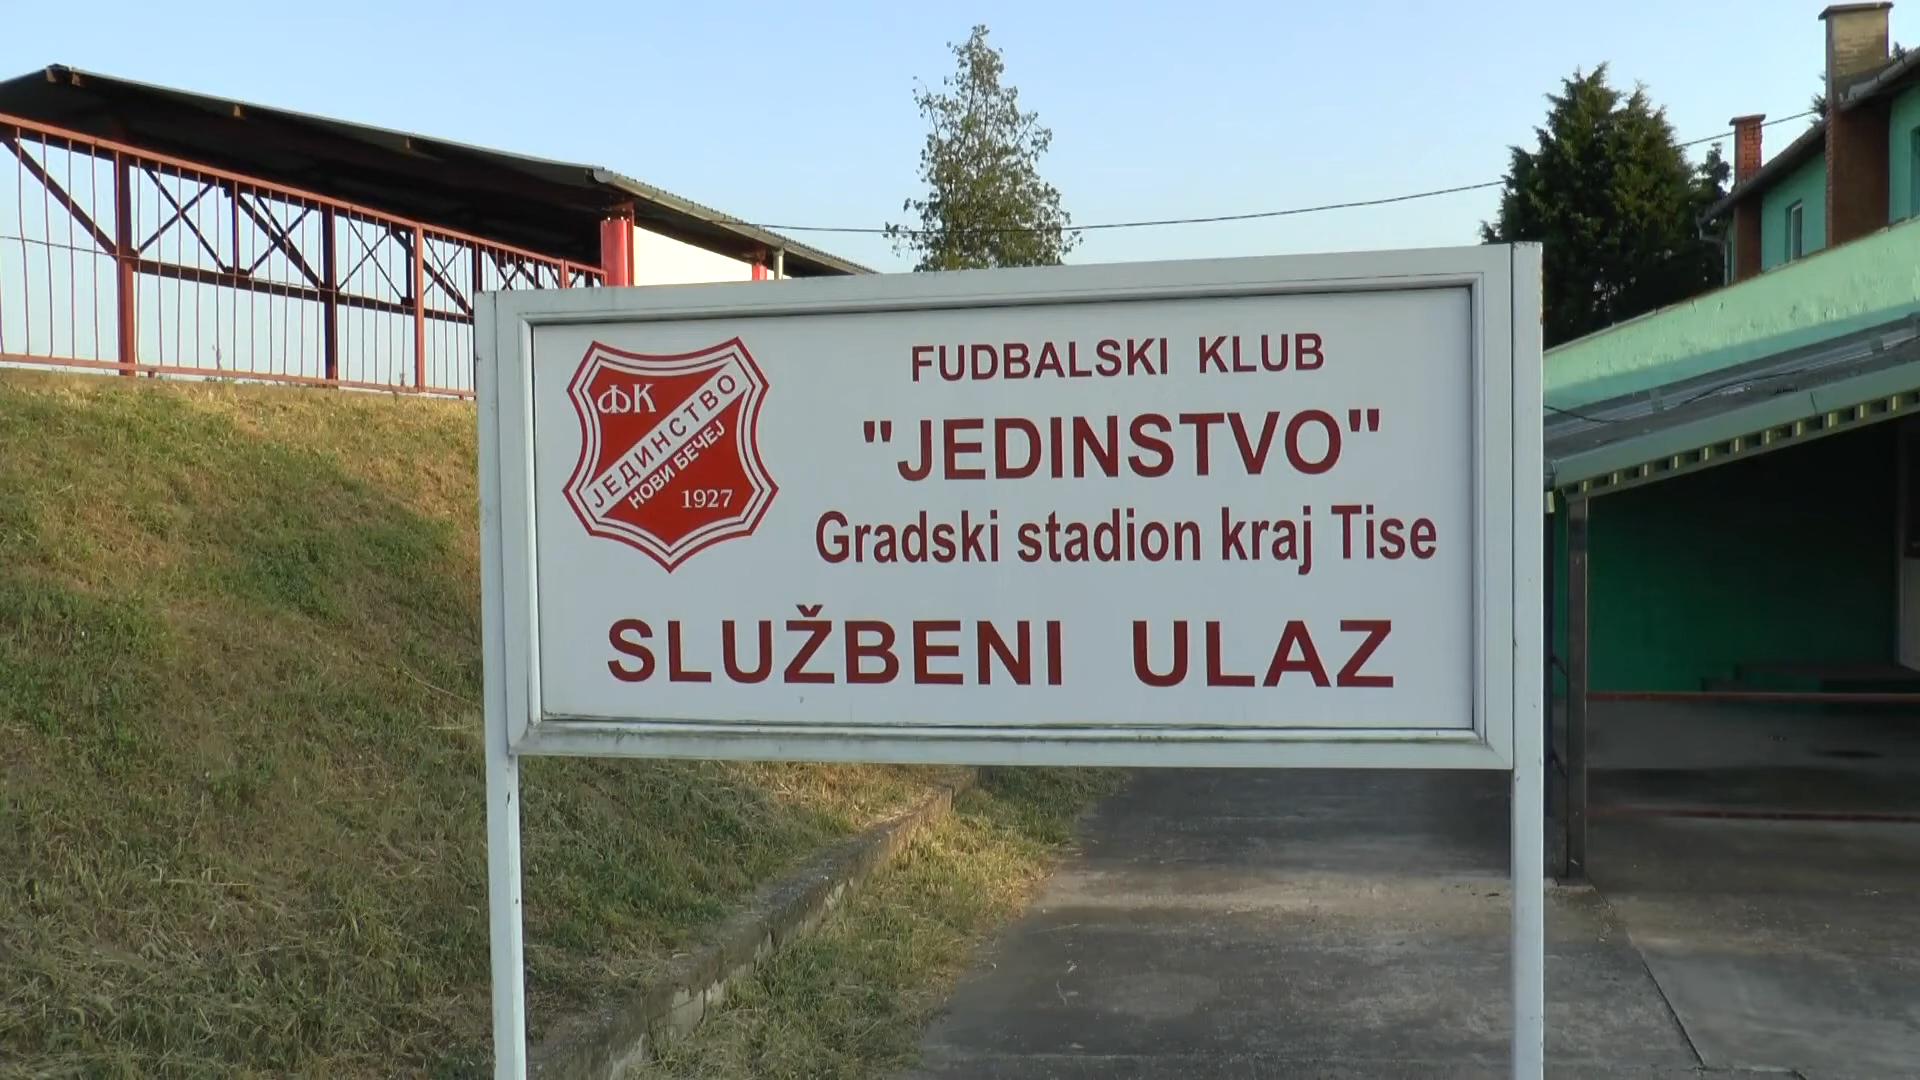 ФК
ЈЕДИНСТВО
НОВИ БЕЧЕЈ
1927
FUDBALSKI KLUB
"JEDINSTVO"
Gradski stadion kraj Tise
SLUŽBENI ULAZ